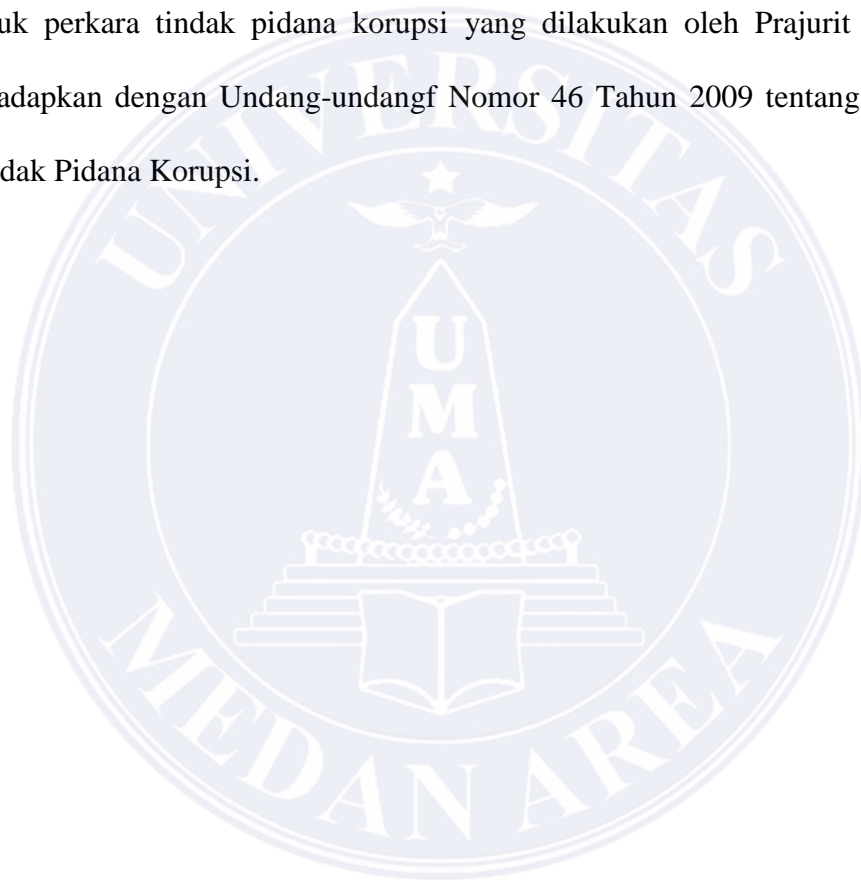 uk perkara tindak pidana korupsi yang dilakukan oleh Prajurit
adapkan dengan Undang-undangf Nomor 46 Tahun 2009 tentang
dak Pidana Korupsi.
UNIVERSITAS
UMA
MEDAN AREA